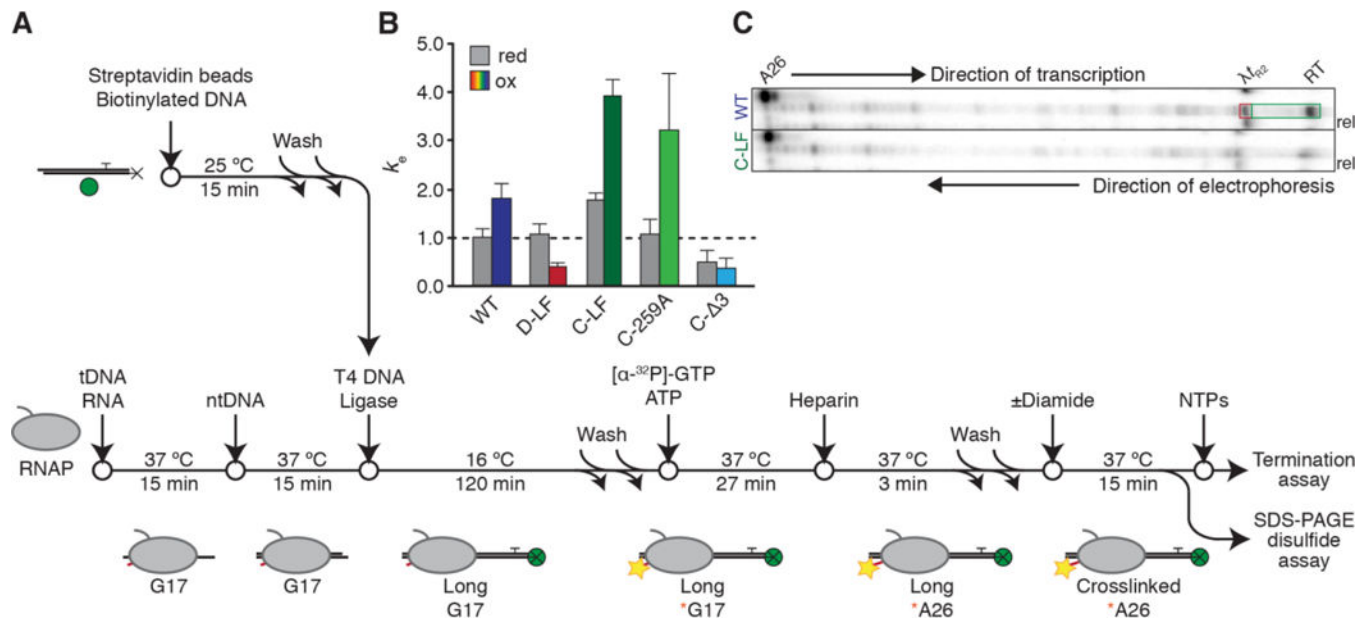 A
Streptavidin beads
Biotinylated DNA
25 ºC
15 min
Wash
B
kₑ
5.0
4.0
3.0
2.0
1.0
0.0
red
ox
WT
D-LF
C-LF
C-259A
C-Δ3
C
A26
Direction of transcription
λt_R2
RT
WT
rel
C-LF
rel
Direction of electrophoresis
RNAP
tDNA
RNA
37 ºC
15 min
ntDNA
37 ºC
15 min
T4 DNA
Ligase
16 ºC
120 min
Wash
[α-³²P]-GTP
ATP
37 ºC
27 min
Heparin
37 ºC
3 min
Wash
±Diamide
37 ºC
15 min
NTPs
Termination
assay
SDS-PAGE
disulfide
assay
G17
G17
Long
G17
Long
*G17
Long
*A26
Crosslinked
*A26